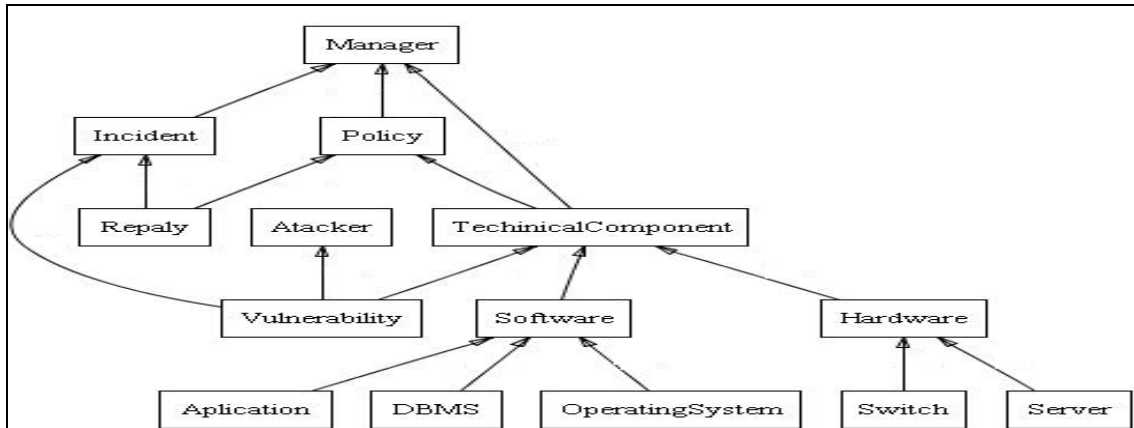 Manager
Incident
Policy
Repaly
Atacker
TechinicalComponent
Vulnerability
Software
Hardware
Aplication
DBMS
OperatingSystem
Switch
Server